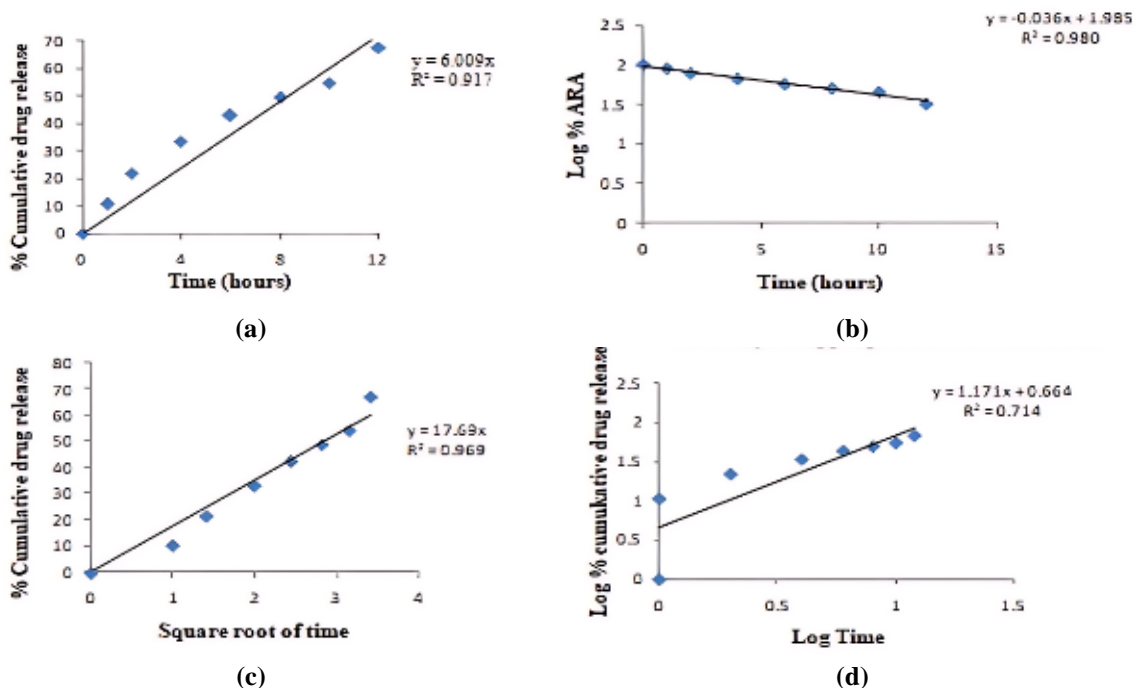 % Cumulative drug release
70
60
50
40
30
20
10
0
y = 6.009x
R² = 0.917
0 4 8 12
Time (hours)
(a)
Log % ARA
2.5
2
1.5
1
0.5
0
y = -0.036x + 1.985
R² = 0.980
0 5 10 15
Time (hours)
(b)
% Cumulative drug release
80
70
60
50
40
30
20
10
0
y = 17.69x
R² = 0.969
0 1 2 3 4
Square root of time
(c)
Log % cumukative drug release
2.5
2
1.5
1
0.5
0
y = 1.171x + 0.664
R² = 0.714
0 0.5 1 1.5
Log Time
(d)